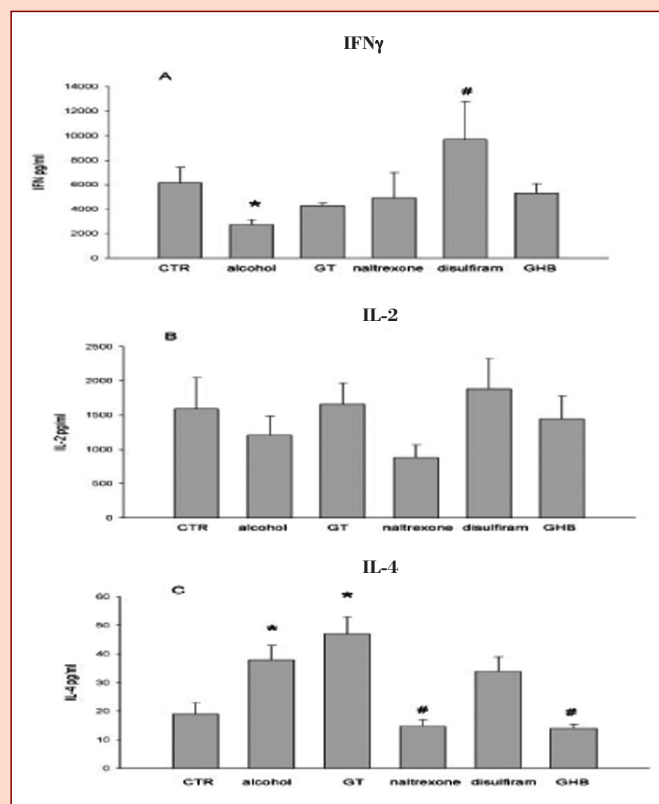 IFNγ
A
14000
12000
10000
8000
6000
4000
2000
0
IFN pg/ml
#
*
CTR alcohol GT naltrexone disulfiram GHB
IL-2
B
2500
2000
1500
1000
500
0
IL-2 pg/ml
CTR alcohol GT naltrexone disulfiram GHB
IL-4
C
60
50
40
30
20
10
0
IL-4 pg/ml
* *
# #
CTR alcohol GT naltrexone disulfiram GHB